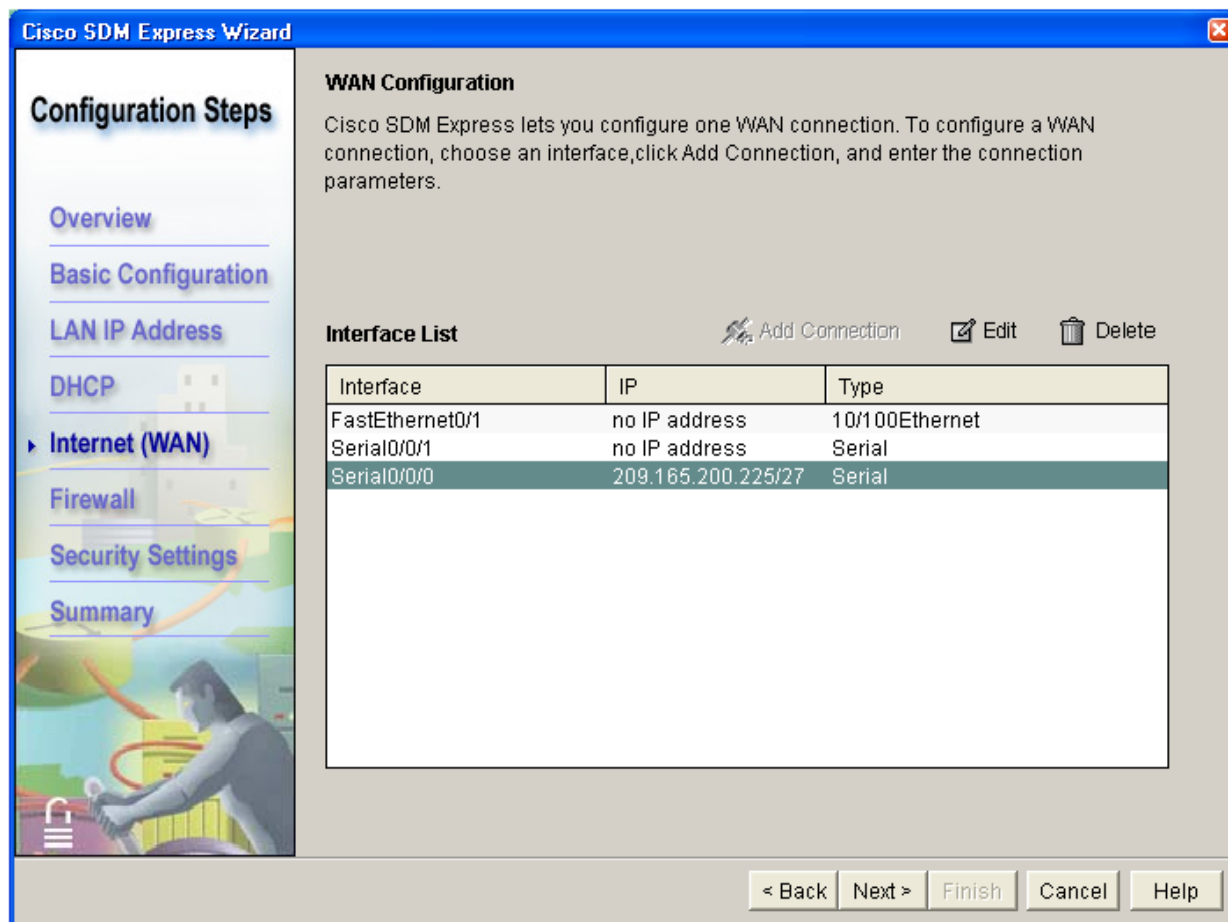 Cisco SDM Express Wizard
Configuration Steps
Overview
Basic Configuration
LAN IP Address
DHCP
Internet (WAN)
Firewall
Security Settings
Summary
WAN Configuration
Cisco SDM Express lets you configure one WAN connection. To configure a WAN
connection, choose an interface,click Add Connection, and enter the connection
parameters.
Interface List Add Connection Edit Delete
Interface IP Type
FastEthernet0/1 no IP address 10/100Ethernet
Serial0/0/1 no IP address Serial
Serial0/0/0 209.165.200.225/27 Serial
< Back Next > Finish Cancel Help